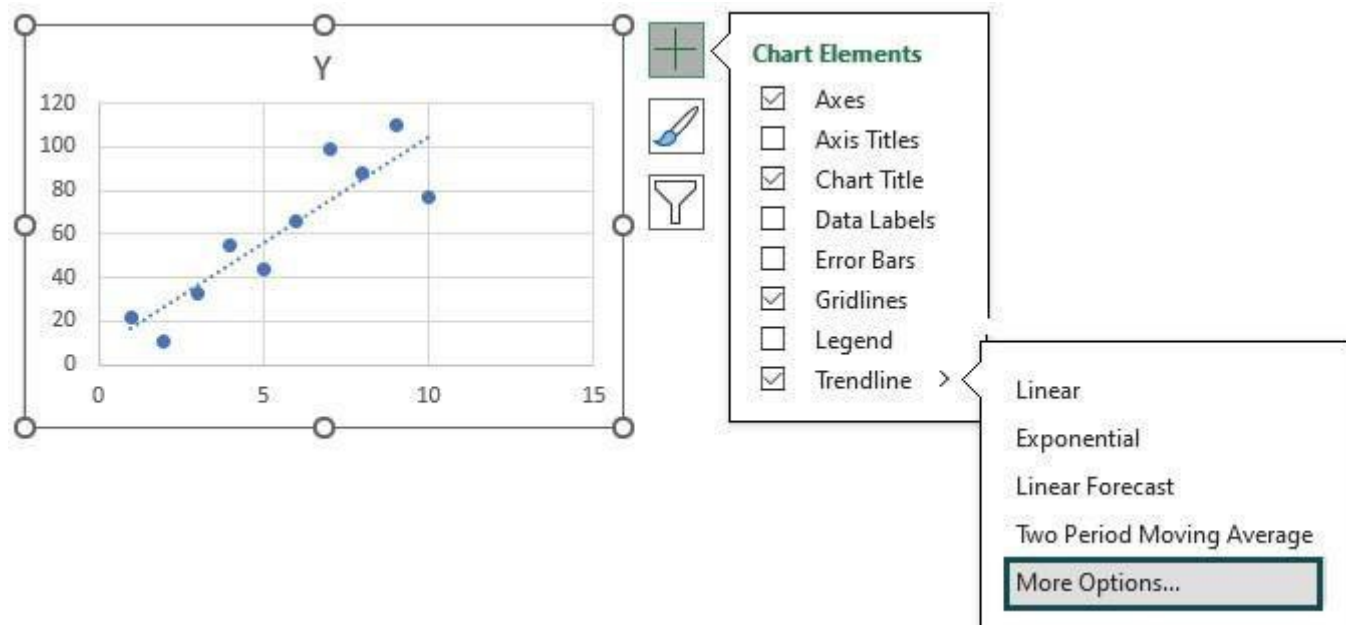 Y
120
100
80
60
40
20
0
0 5 10 15
Chart Elements
Axes
Axis Titles
Chart Title
Data Labels
Error Bars
Gridlines
Legend
Trendline >
Linear
Exponential
Linear Forecast
Two Period Moving Average
More Options...